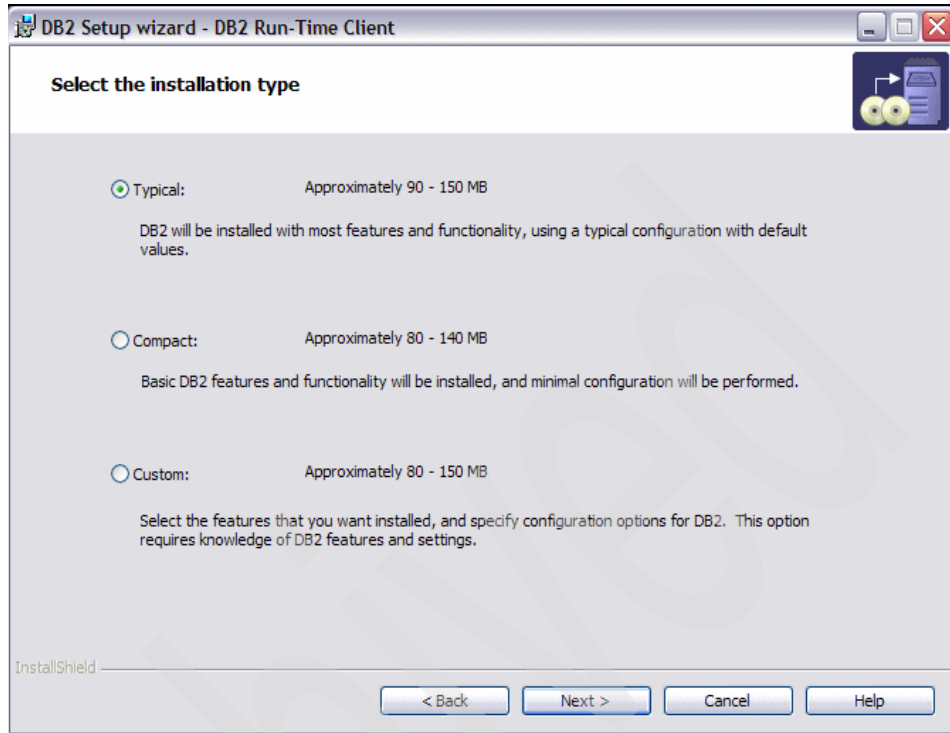 DB2 Setup wizard - DB2 Run-Time Client
Select the installation type
Typical: Approximately 90 - 150 MB
DB2 will be installed with most features and functionality, using a typical configuration with default
values.
Compact: Approximately 80 - 140 MB
Basic DB2 features and functionality will be installed, and minimal configuration will be performed.
Custom: Approximately 80 - 150 MB
Select the features that you want installed, and specify configuration options for DB2. This option
requires knowledge of DB2 features and settings.
InstallShield
< Back Next > Cancel Help